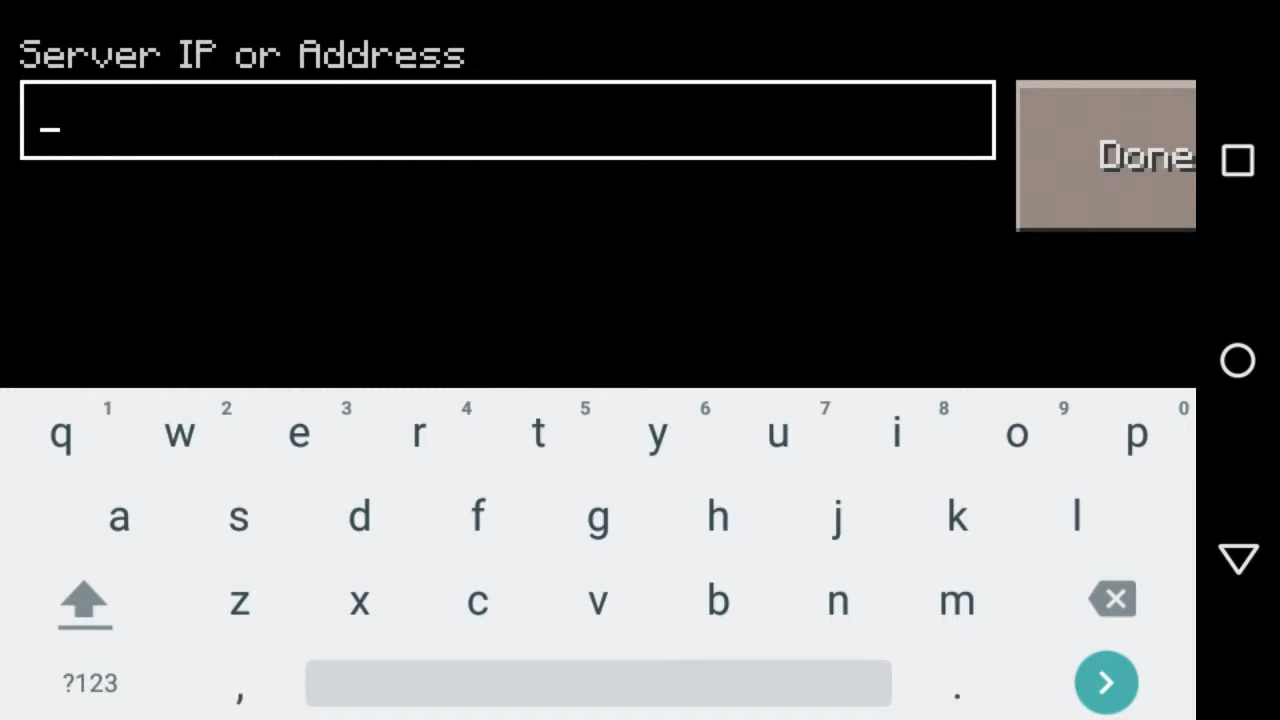 Server IP or Address
_
Done
1 2 3 4 5 6 7 8 9 0
q w e r t y u i o p
a s d f g h j k l
z x c v b n m
?123 , .